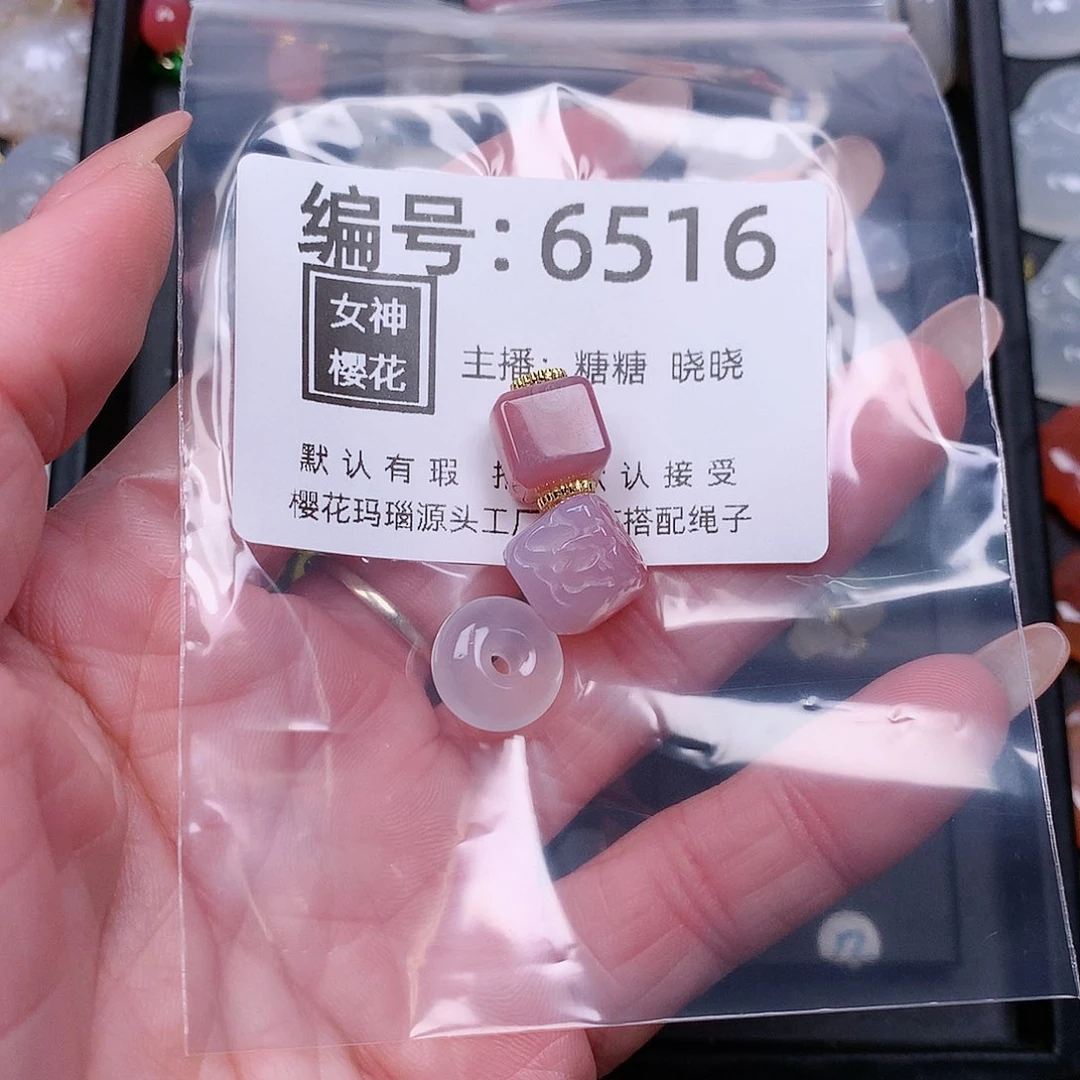 编号:6516
女神
樱花
主播: 糖糖 晓晓
默认有瑕 认接受
樱花玛瑙源头工厂 搭配绳子